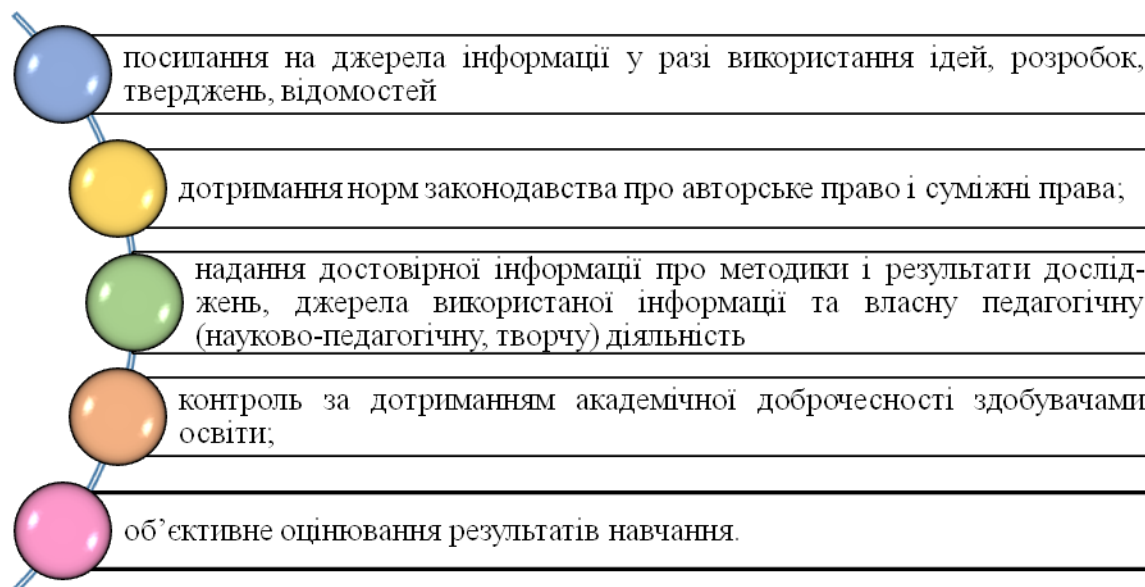 посилання на джерела інформації у разі використання ідей, розробок,
тверджень, відомостей
дотримання норм законодавства про авторське право і суміжні права;
надання достовірної інформації про методики і результати дослід-
жень, джерела використаної інформації та власну педагогічну
(науково-педагогічну, творчу) діяльність
контроль за дотриманням академічної доброчесності здобувачами
освіти;
об’єктивне оцінювання результатів навчання.